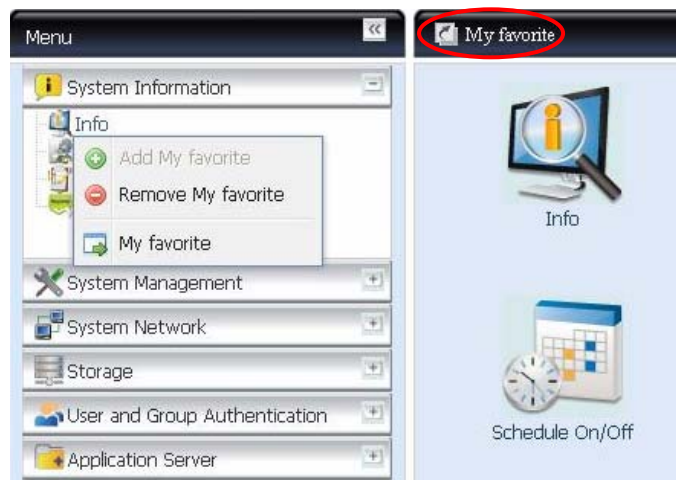 Menu
System Information
Info
Add My favorite
Remove My favorite
My favorite
System Management
System Network
Storage
User and Group Authentication
Application Server
My favorite
Info
Schedule On/Off